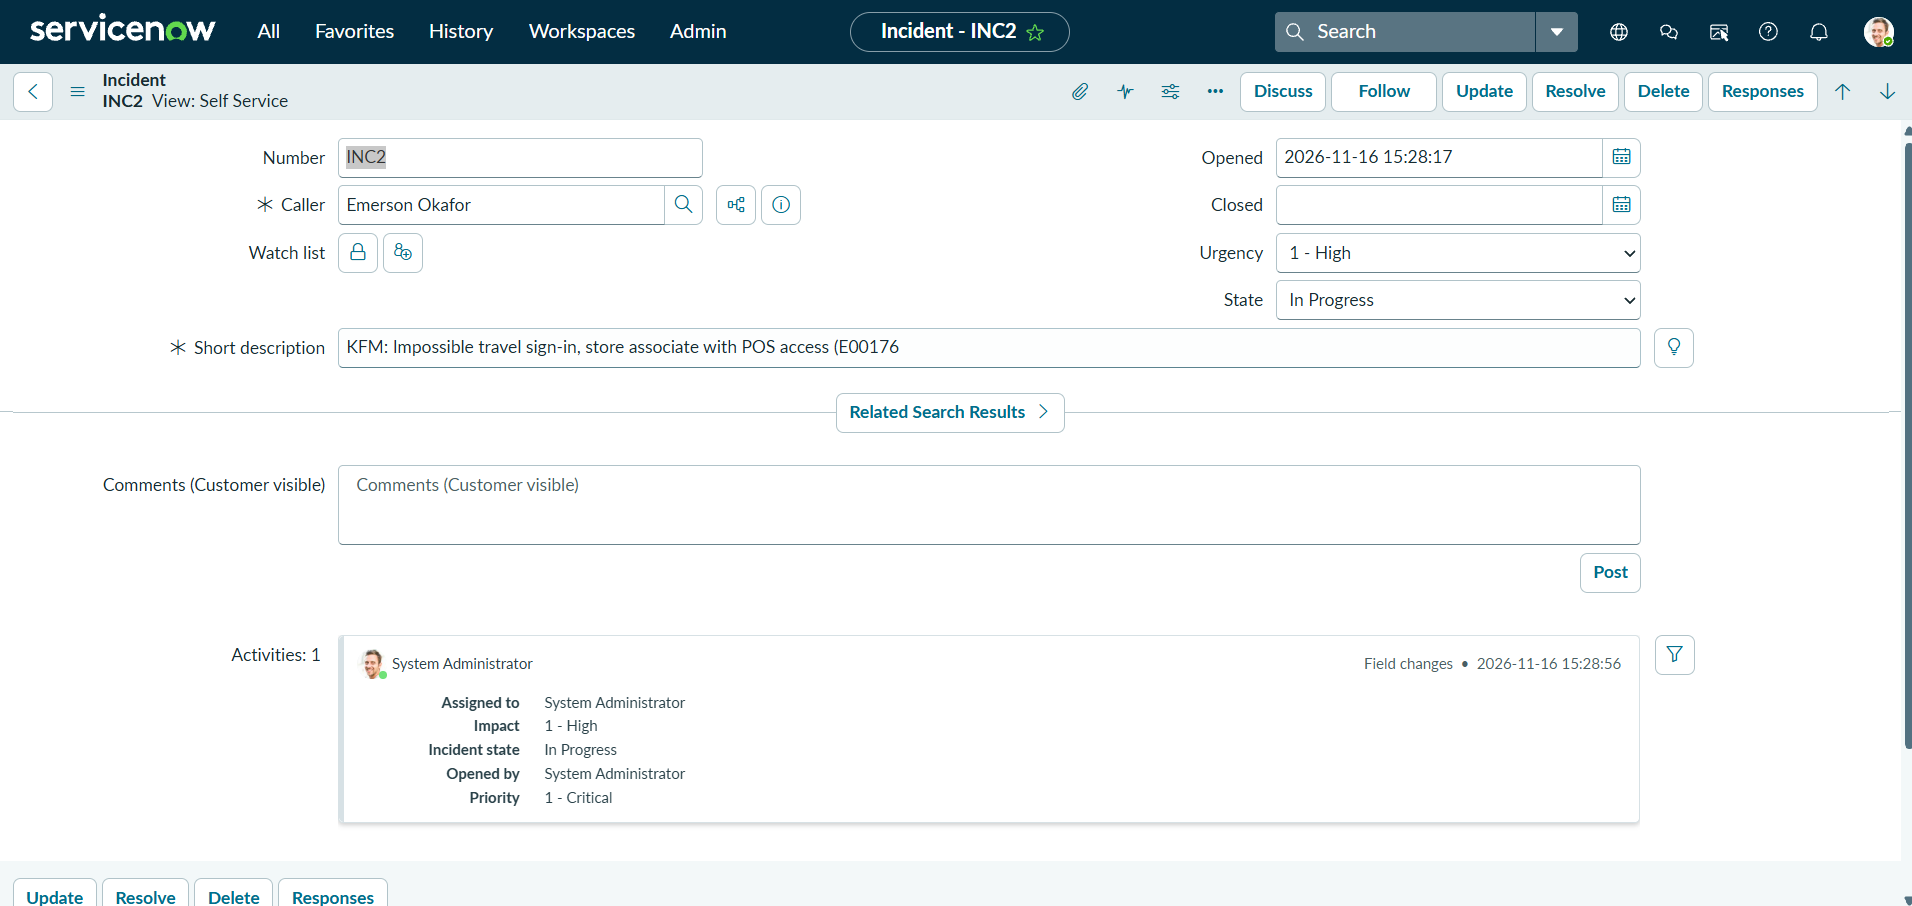 servicenow All Favorites History Workspaces Admin Incident - INC2 Search
Incident
INC2 View: Self Service
Discuss Follow Update Resolve Delete Responses
Number INC2
Opened 2026-11-16 15:28:17
Caller Emerson Okafor
Closed
Watch list
Urgency 1 - High
State In Progress
Short description KFM: Impossible travel sign-in, store associate with POS access (E00176
Related Search Results
Comments (Customer visible) Comments (Customer visible)
Post
Activities: 1
System Administrator Field changes • 2026-11-16 15:28:56
Assigned to System Administrator
Impact 1 - High
Incident state In Progress
Opened by System Administrator
Priority 1 - Critical
Update Resolve Delete Responses